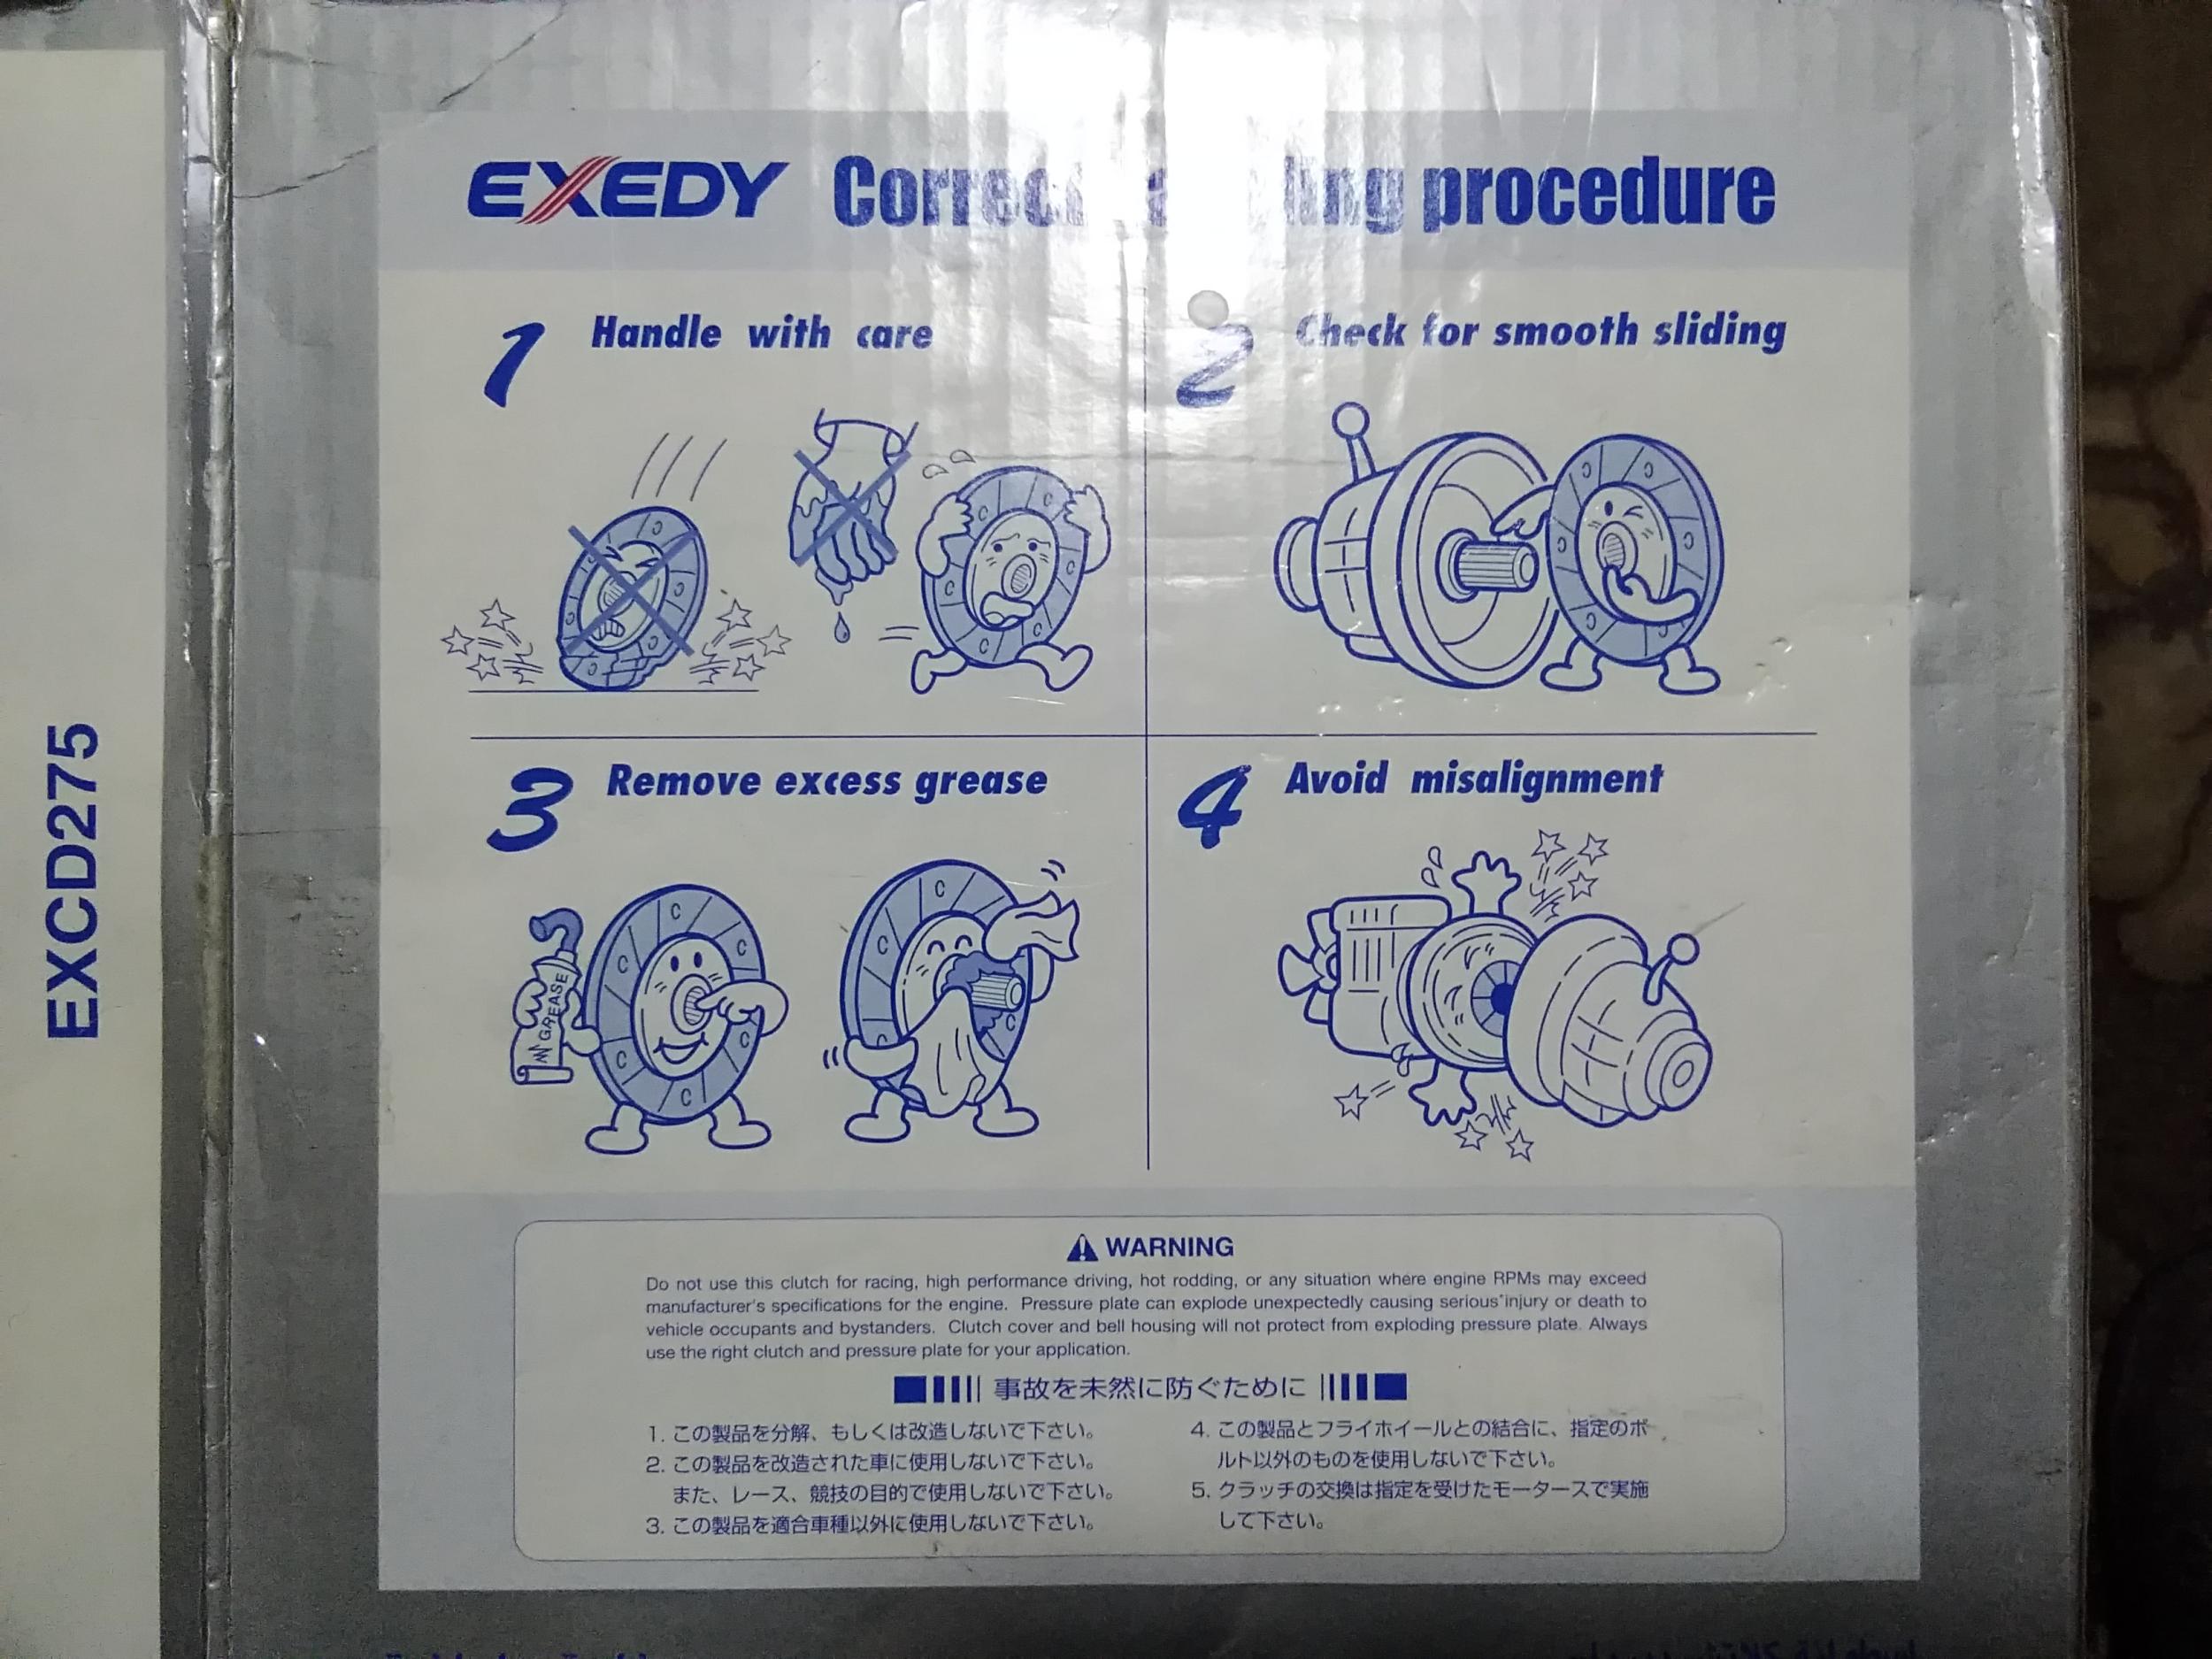 EXEDY Correct procedure
1 Handle with care
2 Check for smooth sliding
3 Remove excess grease
GREASE
4 Avoid misalignment
EXCD275
WARNING
Do not use this clutch for racing, high performance driving, hot rodding, or any situation where engine RPMs may exceed
manufacturer's specifications for the engine. Pressure plate can explode unexpectedly causing serious injury or death to
vehicle occupants and bystanders. Clutch cover and bell housing will not protect from exploding pressure plate. Always
use the right clutch and pressure plate for your application.
事故を未然に防ぐために
1. この製品を分解、もしくは改造しないで下さい。
2. この製品を改造された車に使用しないで下さい。
また、レース、競技の目的で使用しないで下さい。
3. この製品を適合車種以外に使用しないで下さい。
4. この製品とフライホイールとの結合に、指定のボ
ルト以外のものを使用しないで下さい。
5. クラッチの交換は指定を受けたモータースで実施
して下さい。